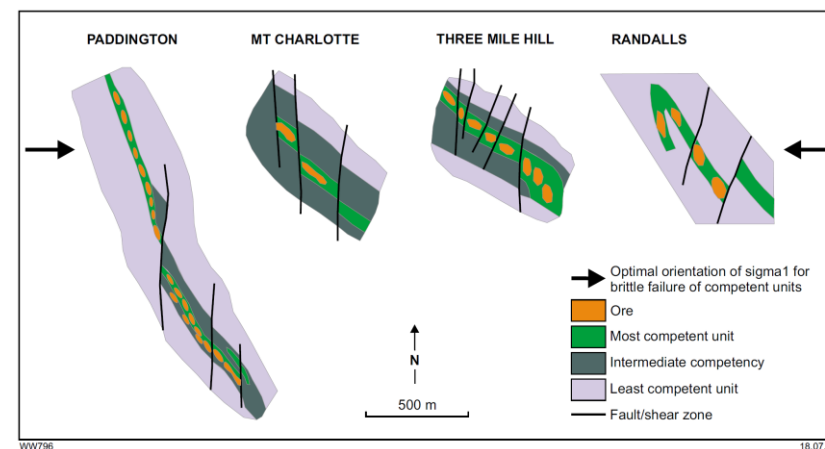 PADDINGTON
MT CHARLOTTE
THREE MILE HILL
RANDALLS
Optimal orientation of sigma1 for
brittle failure of competent units
Ore
Most competent unit
Intermediate competency
Least competent unit
Fault/shear zone
N
500 m
WW796
18.07.